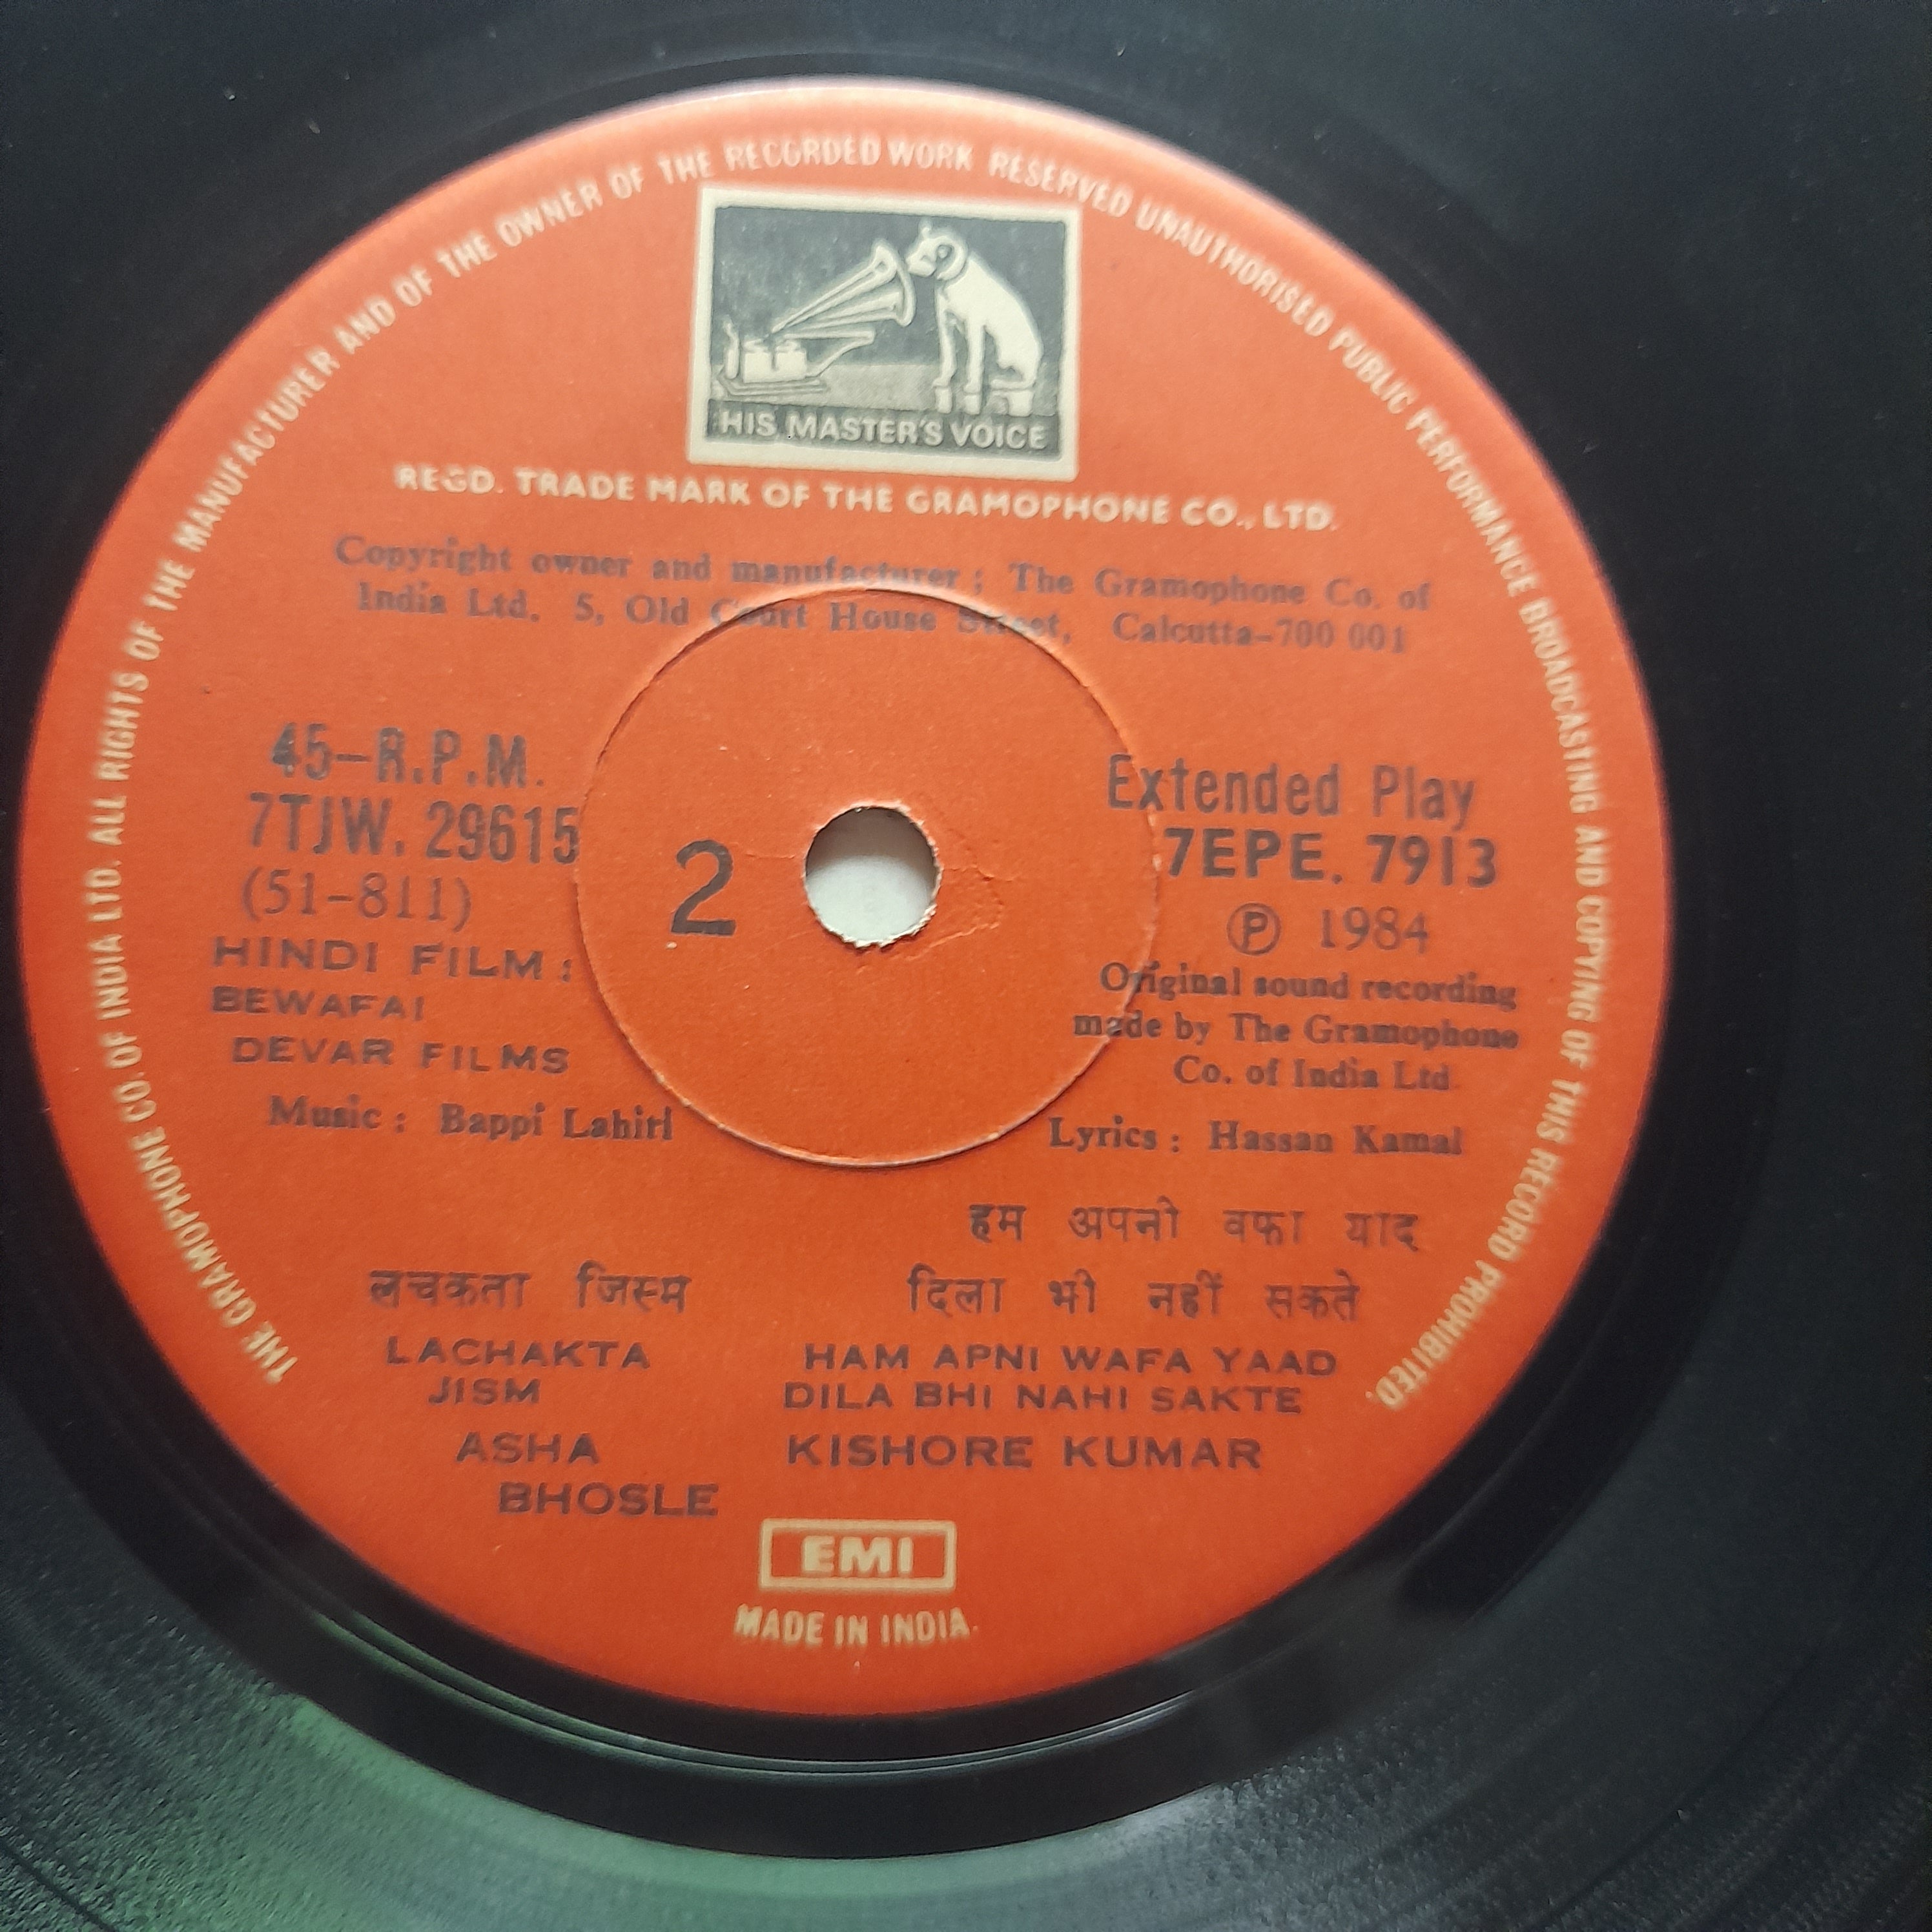 THE GRAMOPHONE CO. OF INDIA LTD. ALL RIGHTS OF THE MANUFACTURER AND OF THE OWNER OF THE RECORDED WORK RESERVED UNAUTHORISED PUBLIC PERFORMANCE BROADCASTING AND COPYING OF THIS RECORD PROHIBITED.
HIS MASTER'S VOICE
REGD. TRADE MARK OF THE GRAMOPHONE CO., LTD.
Copyright owner and manufacturer : The Gramophone Co. of
India Ltd. 5, Old Court House Street, Calcutta-700 001
45-R.P.M.
7TJW. 29615
(51-811)
HINDI FILM :
BEWAFAI
DEVAR FILMS
Music : Bappi Lahiri
2
Extended Play
7EPE. 7913
Ⓟ 1984
Original sound recording
made by The Gramophone
Co. of India Ltd
Lyrics : Hassan Kamal
लचकता जिस्म
LACHAKTA
JISM
ASHA
BHOSLE
हम अपनी वफा याद
दिला भी नहीं सकते
HAM APNI WAFA YAAD
DILA BHI NAHI SAKTE
KISHORE KUMAR
EMI
MADE IN INDIA